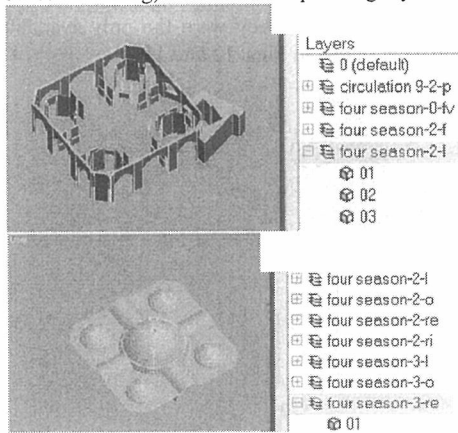 Layers
0 (default)
circulation 9-2-p
four season-0-fv
four season-2-f
four season-2-l
01
02
03
four season-2-l
four season-2-o
four season-2-re
four season-2-ri
four season-3-l
four season-3-o
four season-3-re
01